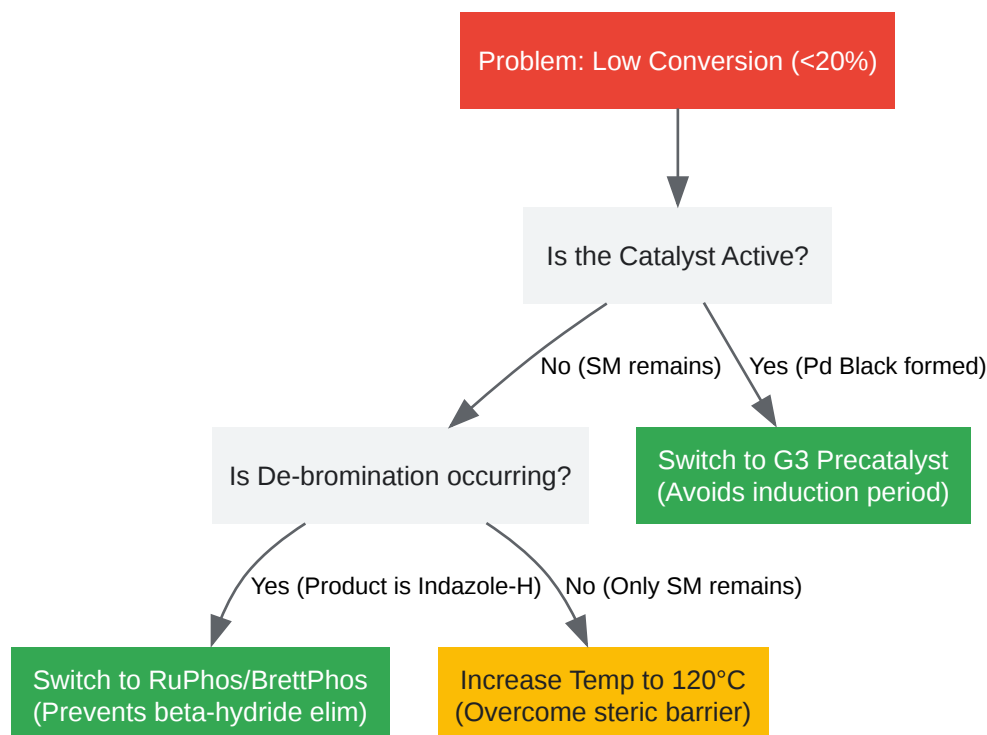 Problem: Low Conversion (<20%)
Is the Catalyst Active?
No (SM remains)
Yes (Pd Black formed)
Is De-bromination occurring?
Switch to G3 Precatalyst
(Avoids induction period)
Yes (Product is Indazole-H)
No (Only SM remains)
Switch to RuPhos/BrettPhos
(Prevents beta-hydride elim)
Increase Temp to 120°C
(Overcome steric barrier)